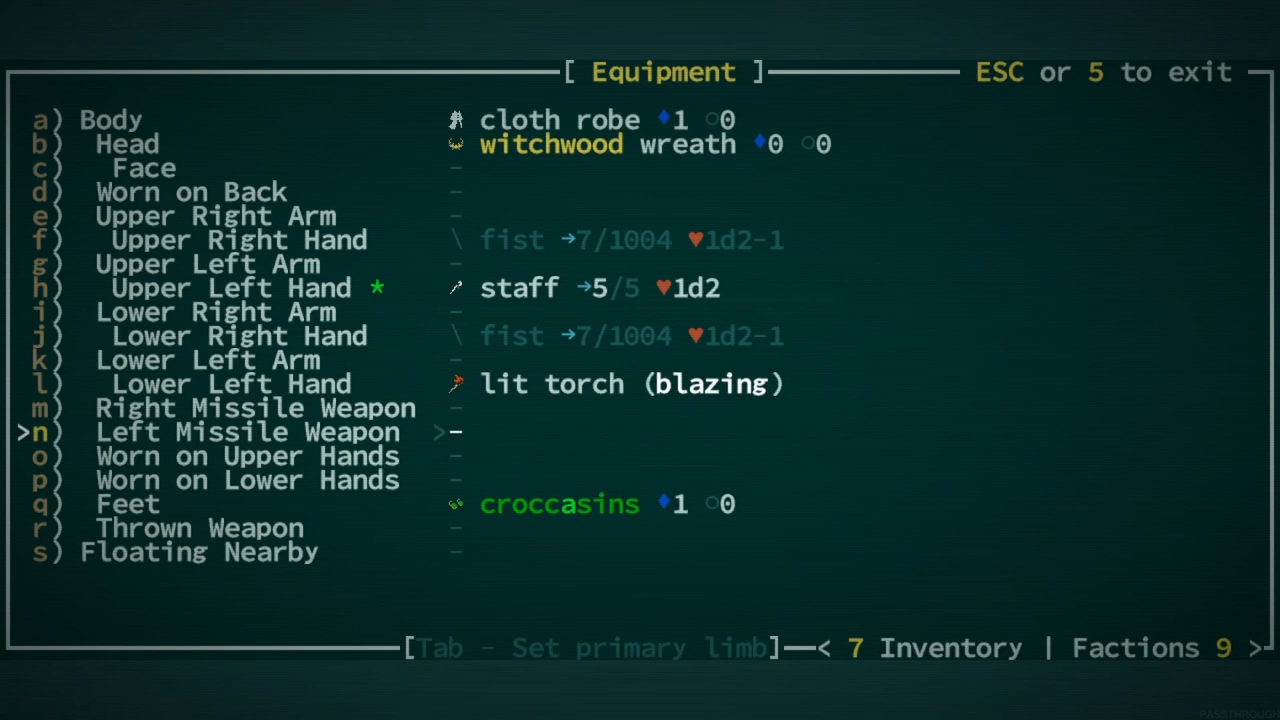 [ Equipment ] ESC or 5 to exit
a) Body cloth robe ♦1 ○0
b) Head witchwood wreath ♦0 ○0
c) Face -
d) Worn on Back -
e) Upper Right Arm -
f) Upper Right Hand \ fist →7/1004 ♥1d2-1
g) Upper Left Arm -
h) Upper Left Hand * staff →5/5 ♥1d2
i) Lower Right Arm -
j) Lower Right Hand \ fist →7/1004 ♥1d2-1
k) Lower Left Arm -
l) Lower Left Hand lit torch (blazing)
m) Right Missile Weapon -
>n) Left Missile Weapon >-
o) Worn on Upper Hands -
p) Worn on Lower Hands -
q) Feet croccasins ♦1 ○0
r) Thrown Weapon -
s) Floating Nearby -
[Tab - Set primary limb] < 7 Inventory | Factions 9 >